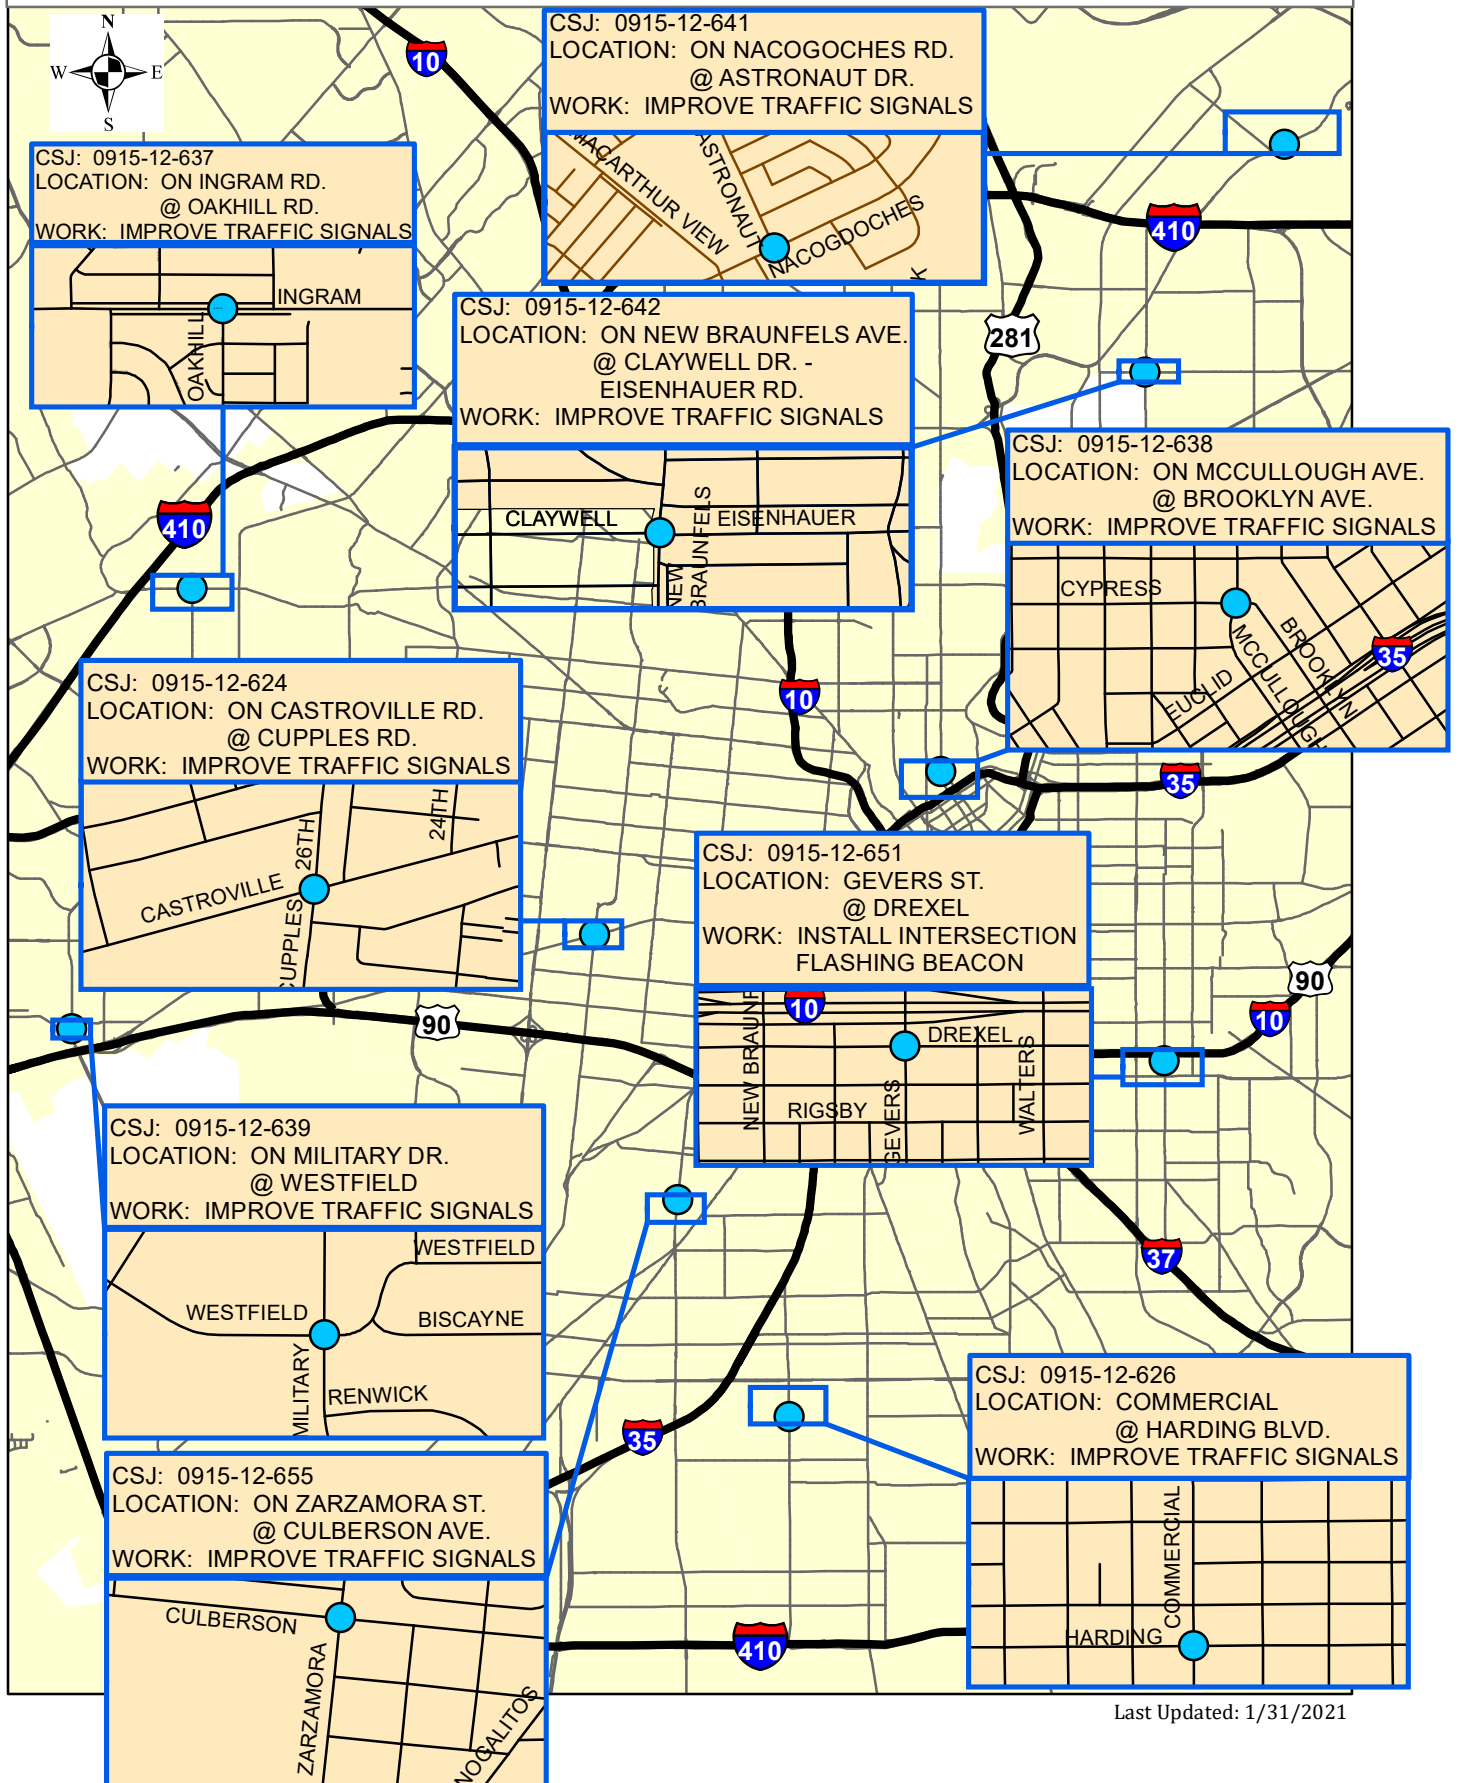 N
W E
S
10
CSJ: 0915-12-641
LOCATION: ON NACOGOCHES RD.
@ ASTRONAUT DR.
WORK: IMPROVE TRAFFIC SIGNALS
MACARTHUR VIEW
ASTRONAUT
NACOGDOCHES
K
410
281
CSJ: 0915-12-637
LOCATION: ON INGRAM RD.
@ OAKHILL RD.
WORK: IMPROVE TRAFFIC SIGNALS
INGRAM
OAKHILL
410
CSJ: 0915-12-642
LOCATION: ON NEW BRAUNFELS AVE.
@ CLAYWELL DR. -
EISENHAUER RD.
WORK: IMPROVE TRAFFIC SIGNALS
CLAYWELL
EISENHAUER
NEW
BRAUNFELS
CSJ: 0915-12-638
LOCATION: ON MCCULLOUGH AVE.
@ BROOKLYN AVE.
WORK: IMPROVE TRAFFIC SIGNALS
CYPRESS
BROOKLYN
MCCULLOUGH
EUCLID
35
10
35
CSJ: 0915-12-624
LOCATION: ON CASTROVILLE RD.
@ CUPPLES RD.
WORK: IMPROVE TRAFFIC SIGNALS
26TH
24TH
CASTROVILLE
CUPPLES
90
CSJ: 0915-12-651
LOCATION: GEVERS ST.
@ DREXEL
WORK: INSTALL INTERSECTION
FLASHING BEACON
10
NEW BRAUNF
DREXEL
GEVERS
WALTERS
RIGSBY
90
10
37
CSJ: 0915-12-639
LOCATION: ON MILITARY DR.
@ WESTFIELD
WORK: IMPROVE TRAFFIC SIGNALS
WESTFIELD
WESTFIELD
BISCAYNE
MILITARY
RENWICK
35
CSJ: 0915-12-626
LOCATION: COMMERCIAL
@ HARDING BLVD.
WORK: IMPROVE TRAFFIC SIGNALS
COMMERCIAL
HARDING
CSJ: 0915-12-655
LOCATION: ON ZARZAMORA ST.
@ CULBERSON AVE.
WORK: IMPROVE TRAFFIC SIGNALS
CULBERSON
ZARZAMORA
NOGALITOS
410
Last Updated: 1/31/2021